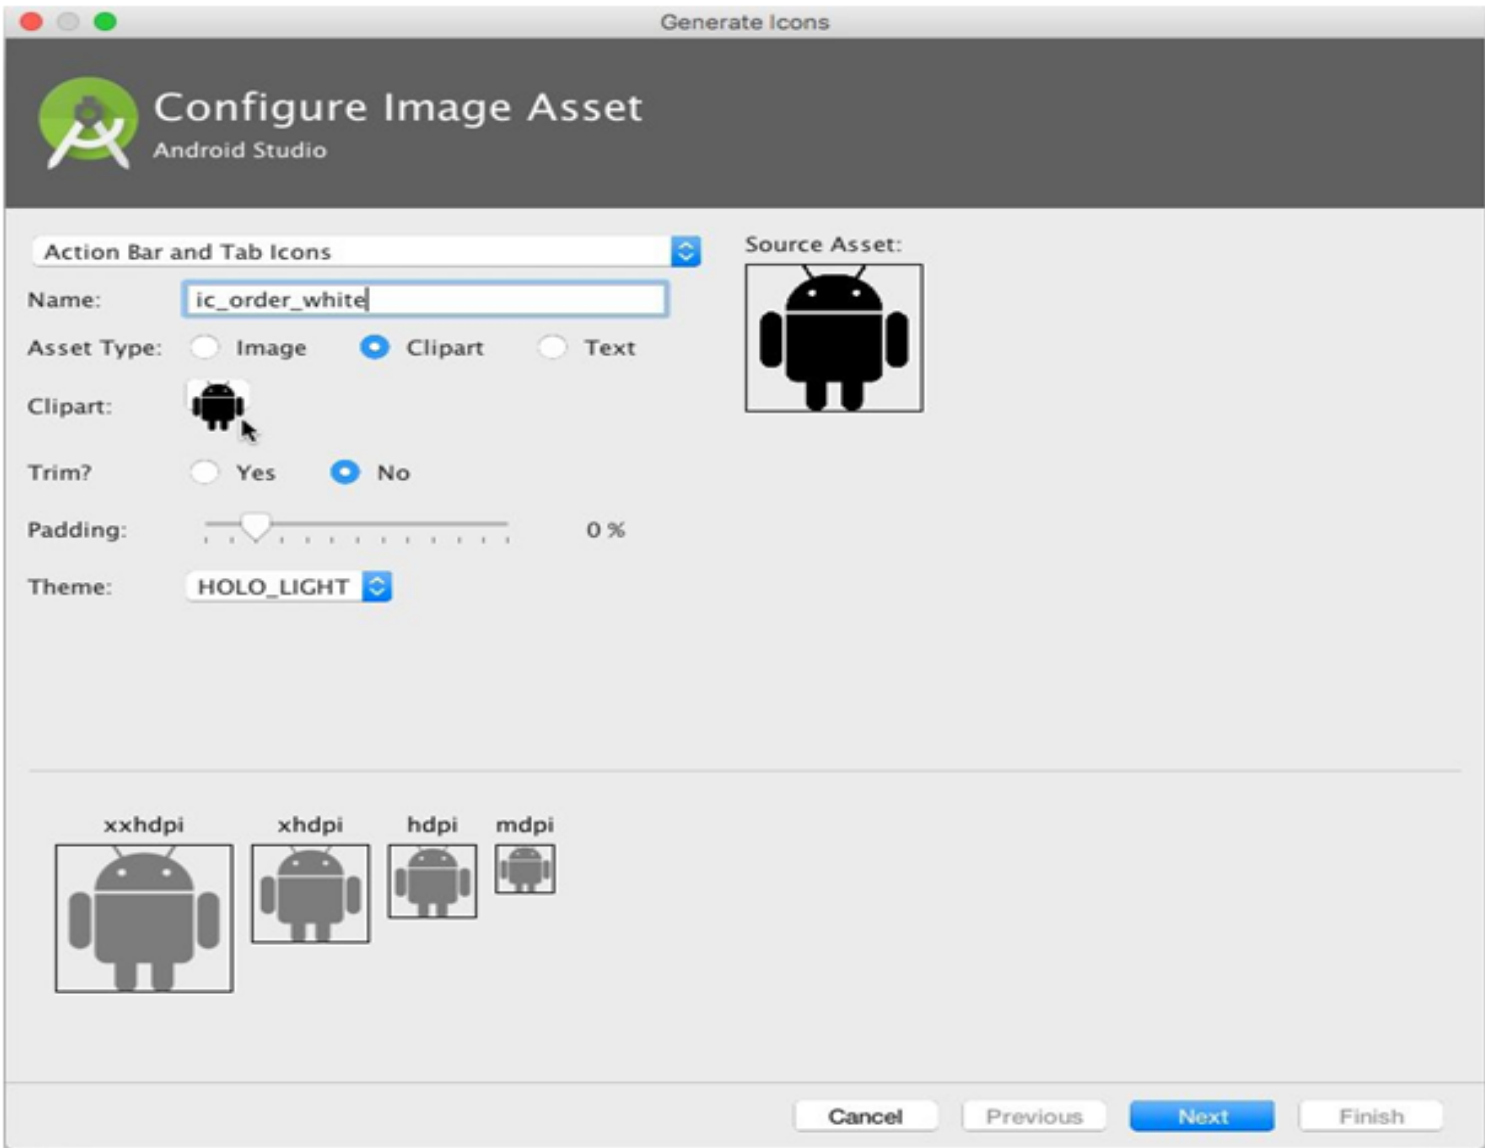 Generate Icons
Configure Image Asset
Android Studio
Action Bar and Tab Icons
Source Asset:
Name: ic_order_white
Asset Type: Image Clipart Text
Clipart:
Trim? Yes No
Padding: 0 %
Theme: HOLO_LIGHT
xxhdpi xhdpi hdpi mdpi
Cancel Previous Next Finish